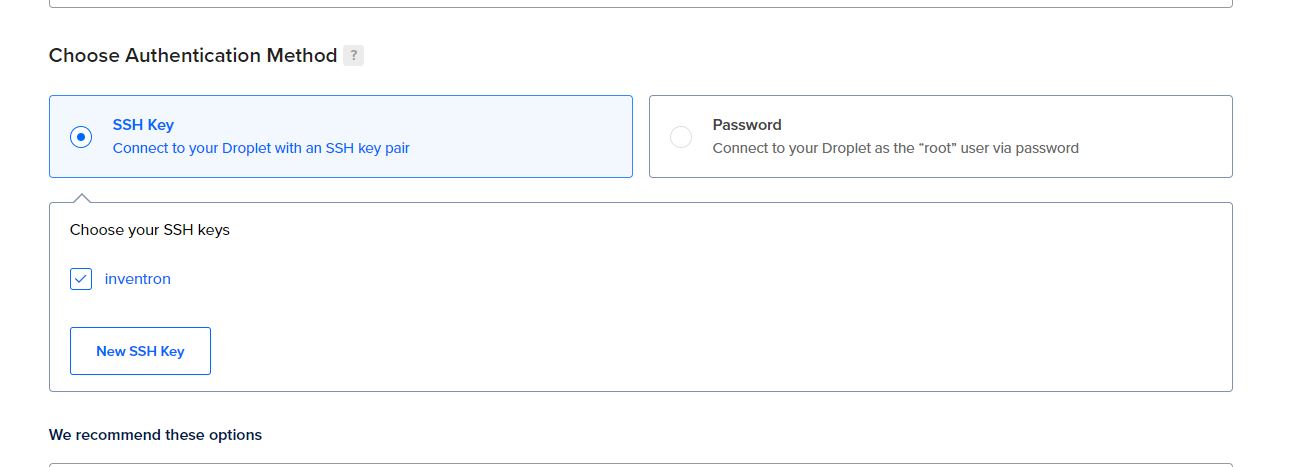 Choose Authentication Method ?
SSH Key
Connect to your Droplet with an SSH key pair
Password
Connect to your Droplet as the “root” user via password
Choose your SSH keys
inventron
New SSH Key
We recommend these options